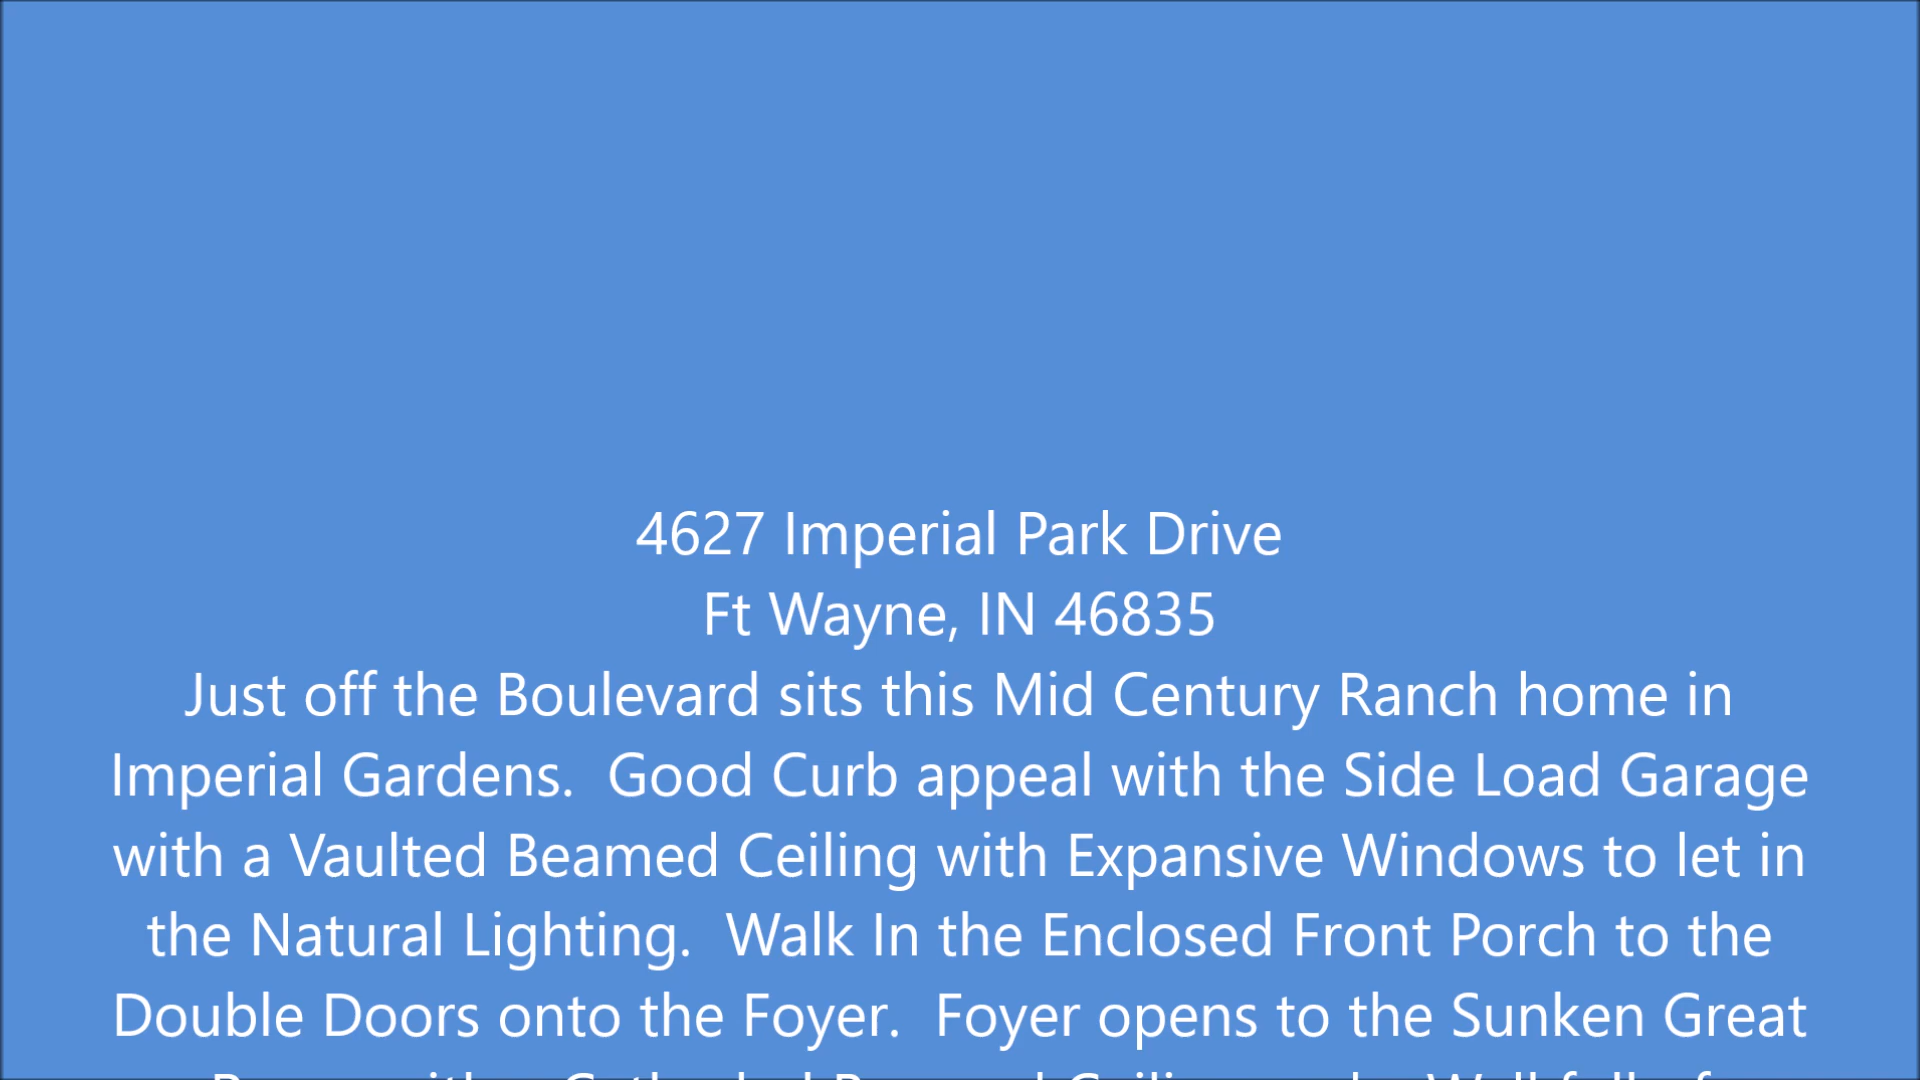 4627 Imperial Park Drive
Ft Wayne, IN 46835
Just off the Boulevard sits this Mid Century Ranch home in
Imperial Gardens.  Good Curb appeal with the Side Load Garage
with a Vaulted Beamed Ceiling with Expansive Windows to let in
the Natural Lighting.  Walk In the Enclosed Front Porch to the
Double Doors onto the Foyer.  Foyer opens to the Sunken Great